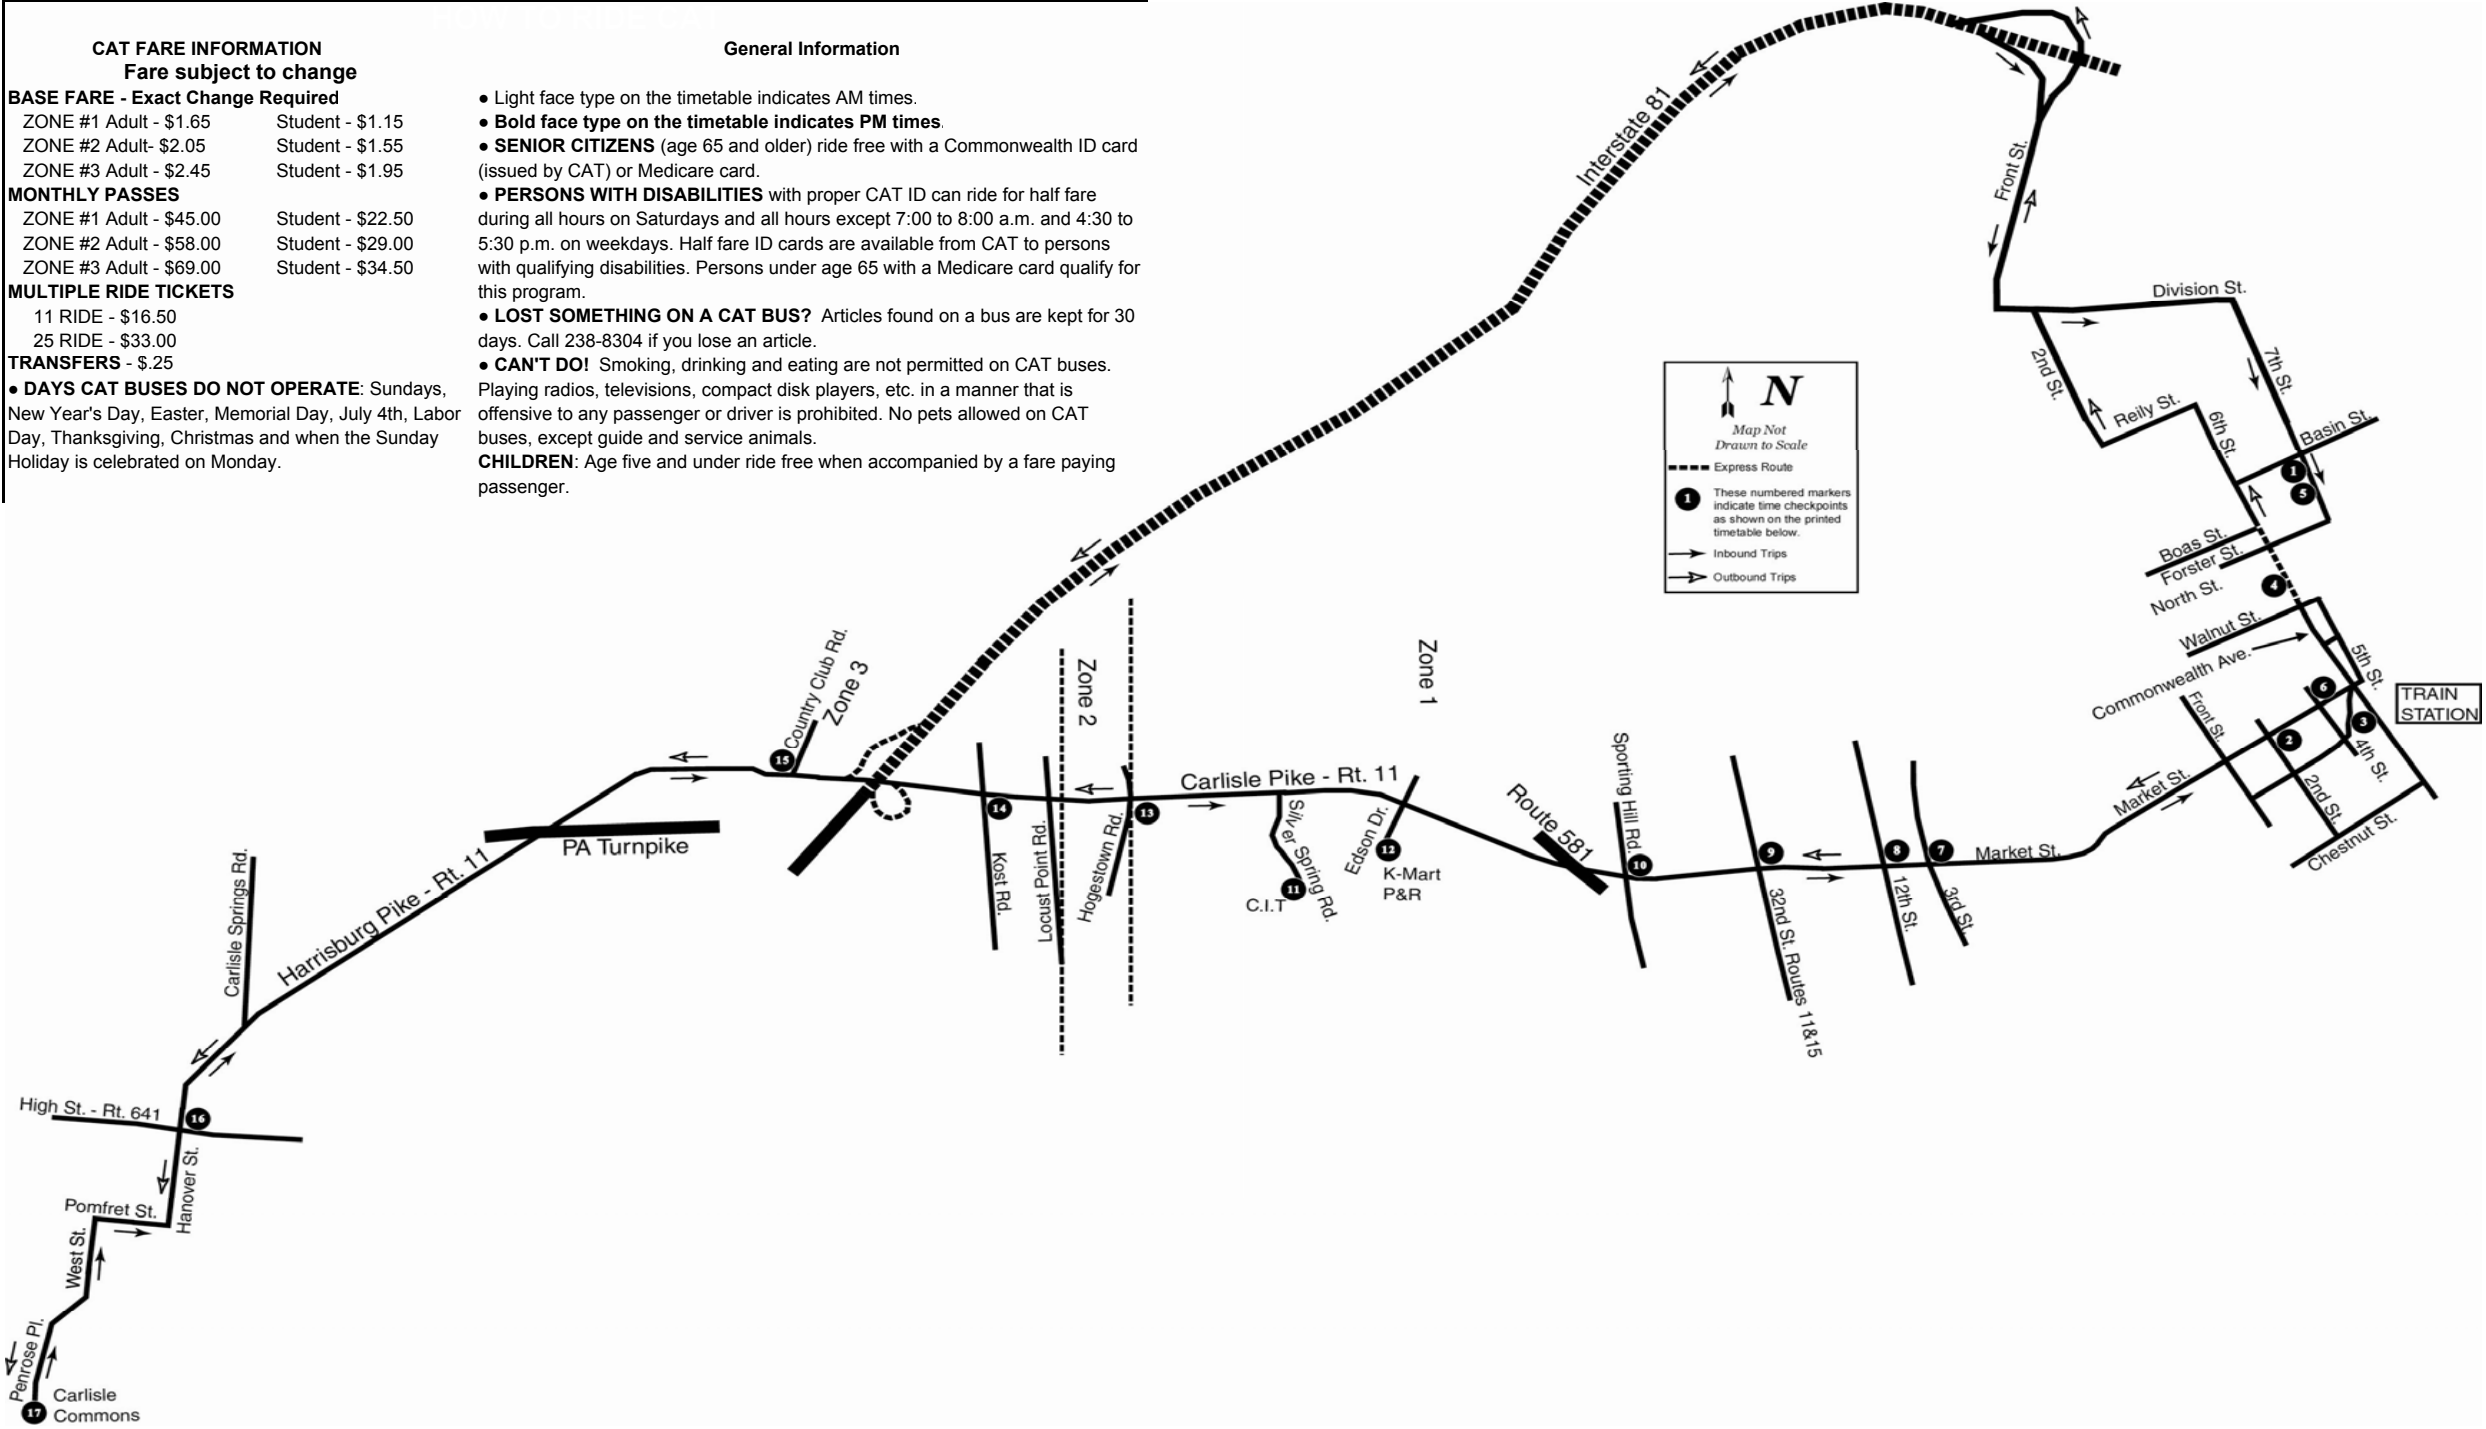 CAT FARE INFORMATION
Fare subject to change
BASE FARE - Exact Change Required
ZONE #1 Adult - $1.65 Student - $1.15
ZONE #2 Adult- $2.05 Student - $1.55
ZONE #3 Adult - $2.45 Student - $1.95
MONTHLY PASSES
ZONE #1 Adult - $45.00 Student - $22.50
ZONE #2 Adult - $58.00 Student - $29.00
ZONE #3 Adult - $69.00 Student - $34.50
MULTIPLE RIDE TICKETS
11 RIDE - $16.50
25 RIDE - $33.00
TRANSFERS - $.25
● DAYS CAT BUSES DO NOT OPERATE: Sundays,
New Year's Day, Easter, Memorial Day, July 4th, Labor
Day, Thanksgiving, Christmas and when the Sunday
Holiday is celebrated on Monday.
General Information
● Light face type on the timetable indicates AM times.
● Bold face type on the timetable indicates PM times.
● SENIOR CITIZENS (age 65 and older) ride free with a Commonwealth ID card
(issued by CAT) or Medicare card.
● PERSONS WITH DISABILITIES with proper CAT ID can ride for half fare
during all hours on Saturdays and all hours except 7:00 to 8:00 a.m. and 4:30 to
5:30 p.m. on weekdays. Half fare ID cards are available from CAT to persons
with qualifying disabilities. Persons under age 65 with a Medicare card qualify for
this program.
● LOST SOMETHING ON A CAT BUS? Articles found on a bus are kept for 30
days. Call 238-8304 if you lose an article.
● CAN'T DO! Smoking, drinking and eating are not permitted on CAT buses.
Playing radios, televisions, compact disk players, etc. in a manner that is
offensive to any passenger or driver is prohibited. No pets allowed on CAT
buses, except guide and service animals.
CHILDREN: Age five and under ride free when accompanied by a fare paying
passenger.
Interstate 81
Front St.
Division St.
2nd St.
7th St.
Reily St.
6th St.
Basin St.
1
5
N
Map Not
Drawn to Scale
Express Route
1
These numbered markers
indicate time checkpoints
as shown on the printed
timetable below.
Inbound Trips
Outbound Trips
Boas St.
Forster St.
North St.
4
Walnut St.
Commonwealth Ave.
5th St.
TRAIN
STATION
6
3
Front St.
2
4th St.
2nd St.
Chestnut St.
Market St.
Country Club Rd.
Zone 3
Zone 2
Zone 1
15
Carlisle Pike - Rt. 11
14
13
Kost Rd.
Locust Point Rd.
Hogestown Rd.
Silver Spring Rd.
11
C.I.T
Edson Dr.
12
K-Mart
P&R
Route 581
Sporting Hill Rd.
10
9
8
7
Market St.
32nd St. Routes 11&15
12th St.
3rd St.
PA Turnpike
Harrisburg Pike - Rt. 11
Carlisle Springs Rd.
High St. - Rt. 641
16
Hanover St.
Pomfret St.
West St.
Penrose Pl.
17
Carlisle
Commons